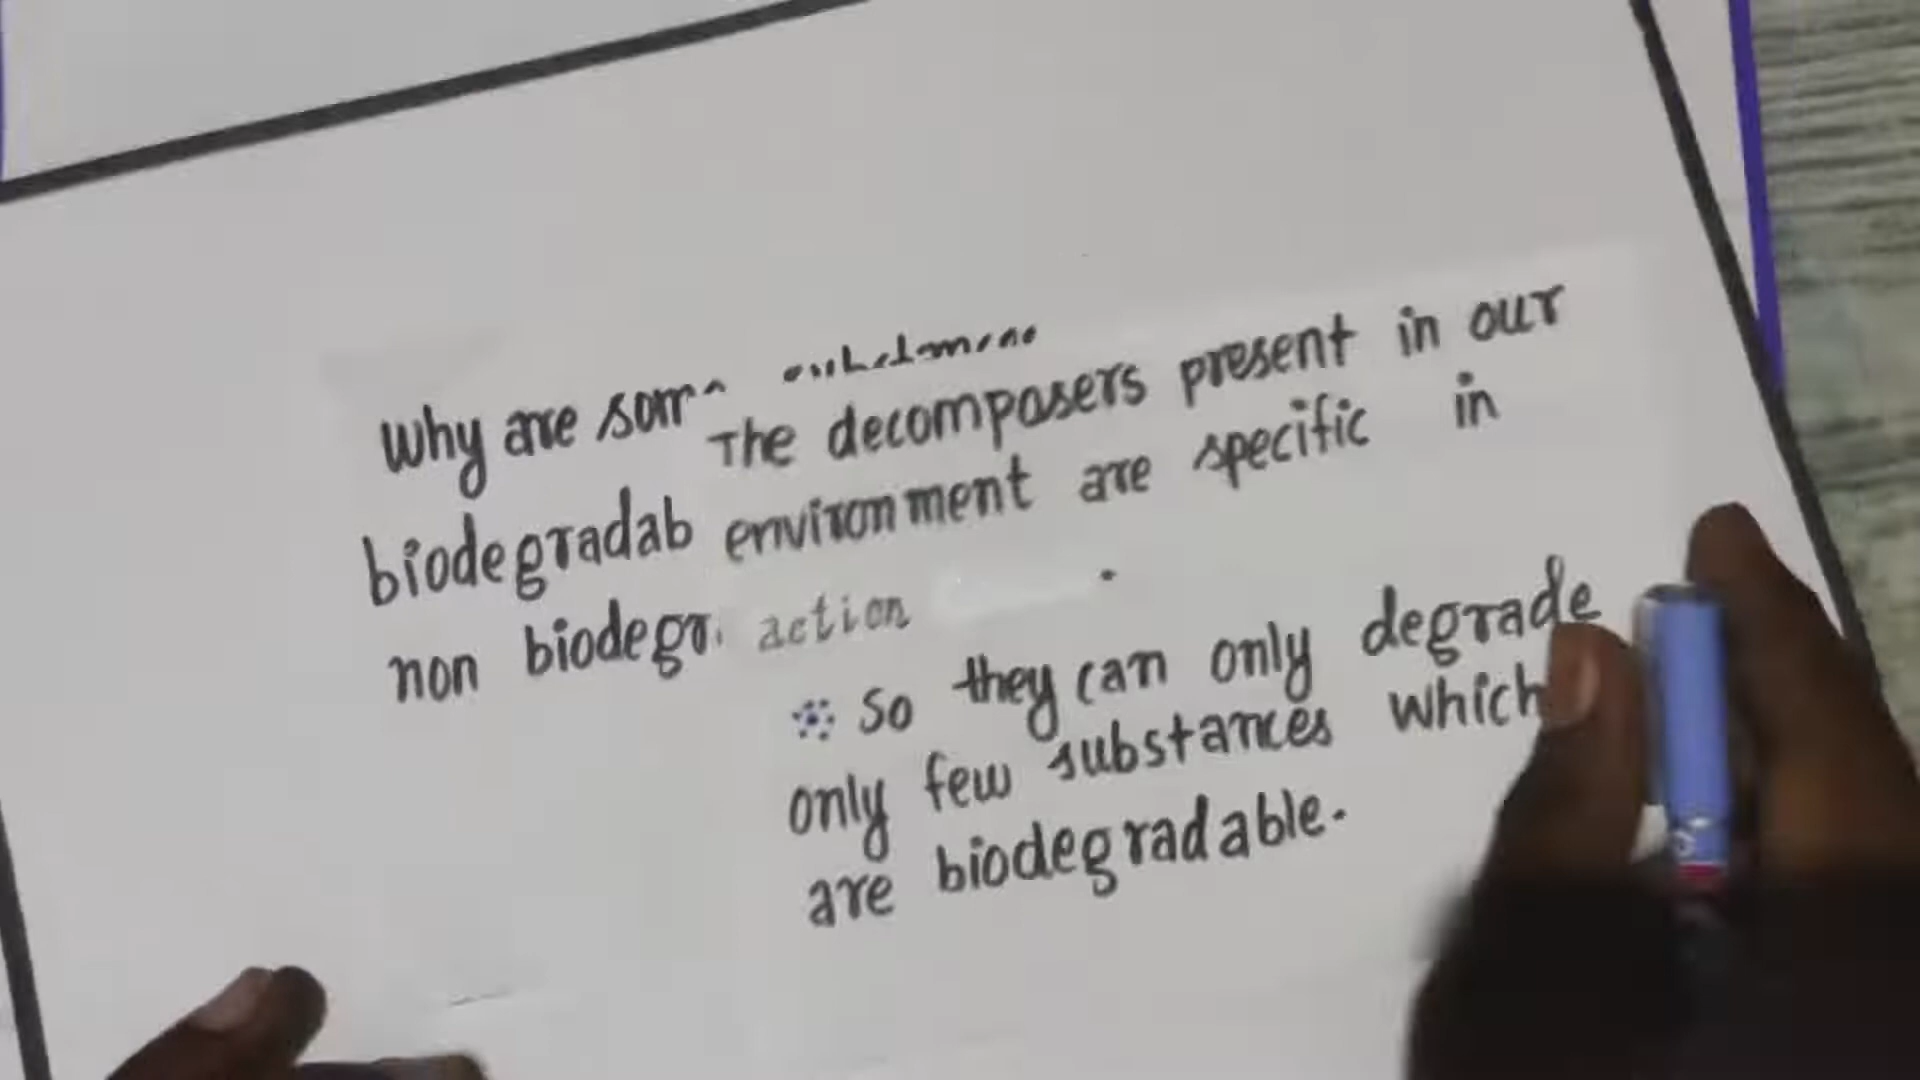 Why are som
The decomposers present in our
biodegradab environment are specific in
non biodegr action
So they can only degrade
only few substances which
are biodegradable.